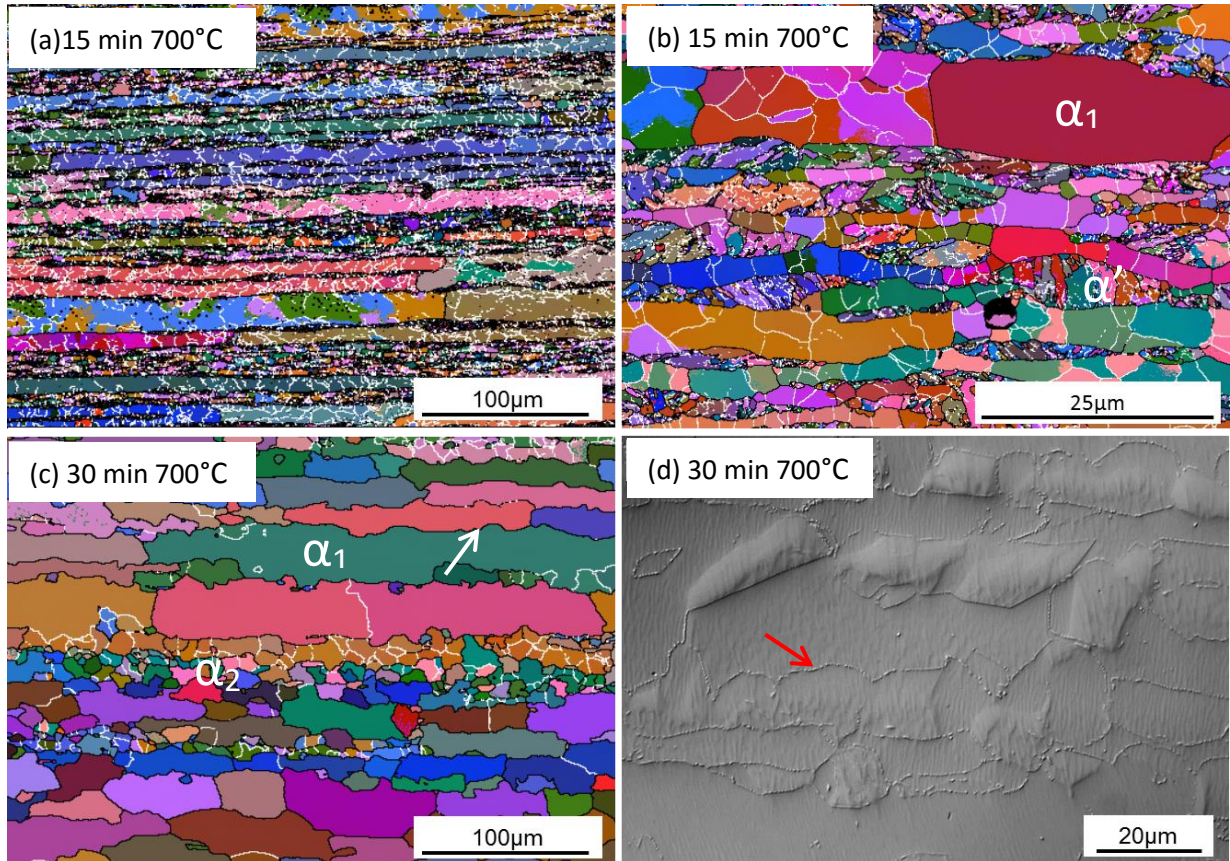 (a)15 min 700°C
100µm
(b) 15 min 700°C
α₁
α'
25µm
(c) 30 min 700°C
α₁
α₂
100µm
(d) 30 min 700°C
20µm